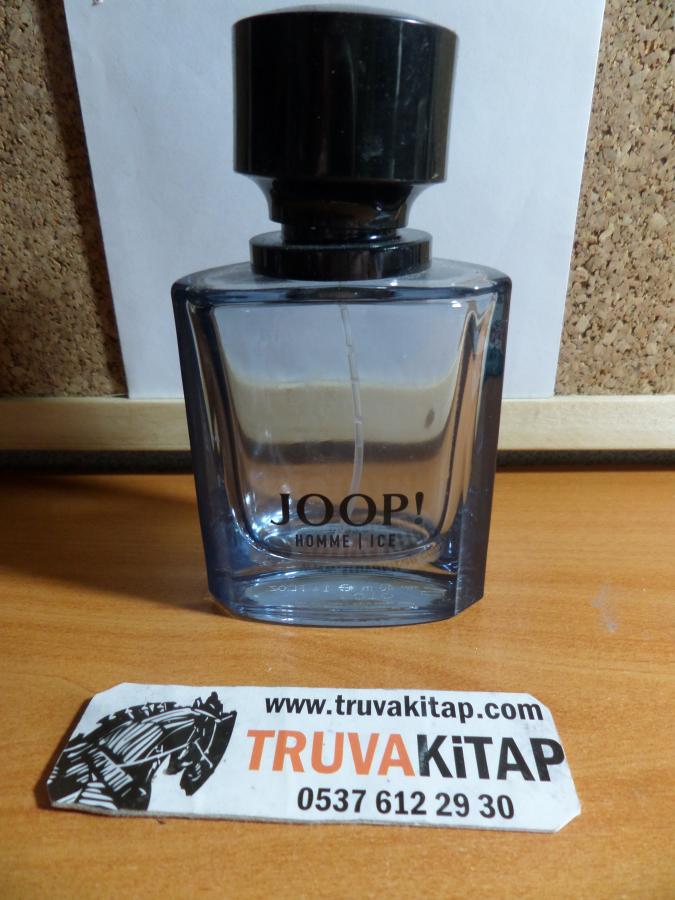 JOOP!
HOMME | ICE
www.truvakitap.com
TRUVAKiTAP
0537 612 29 30